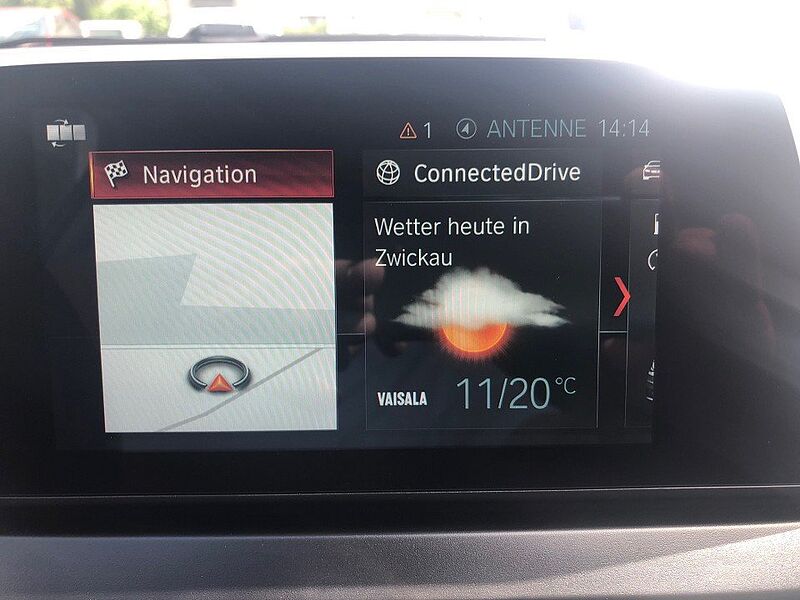 1 ANTENNE 14:14
Navigation
ConnectedDrive
Wetter heute in
Zwickau
VAISALA 11/20°C